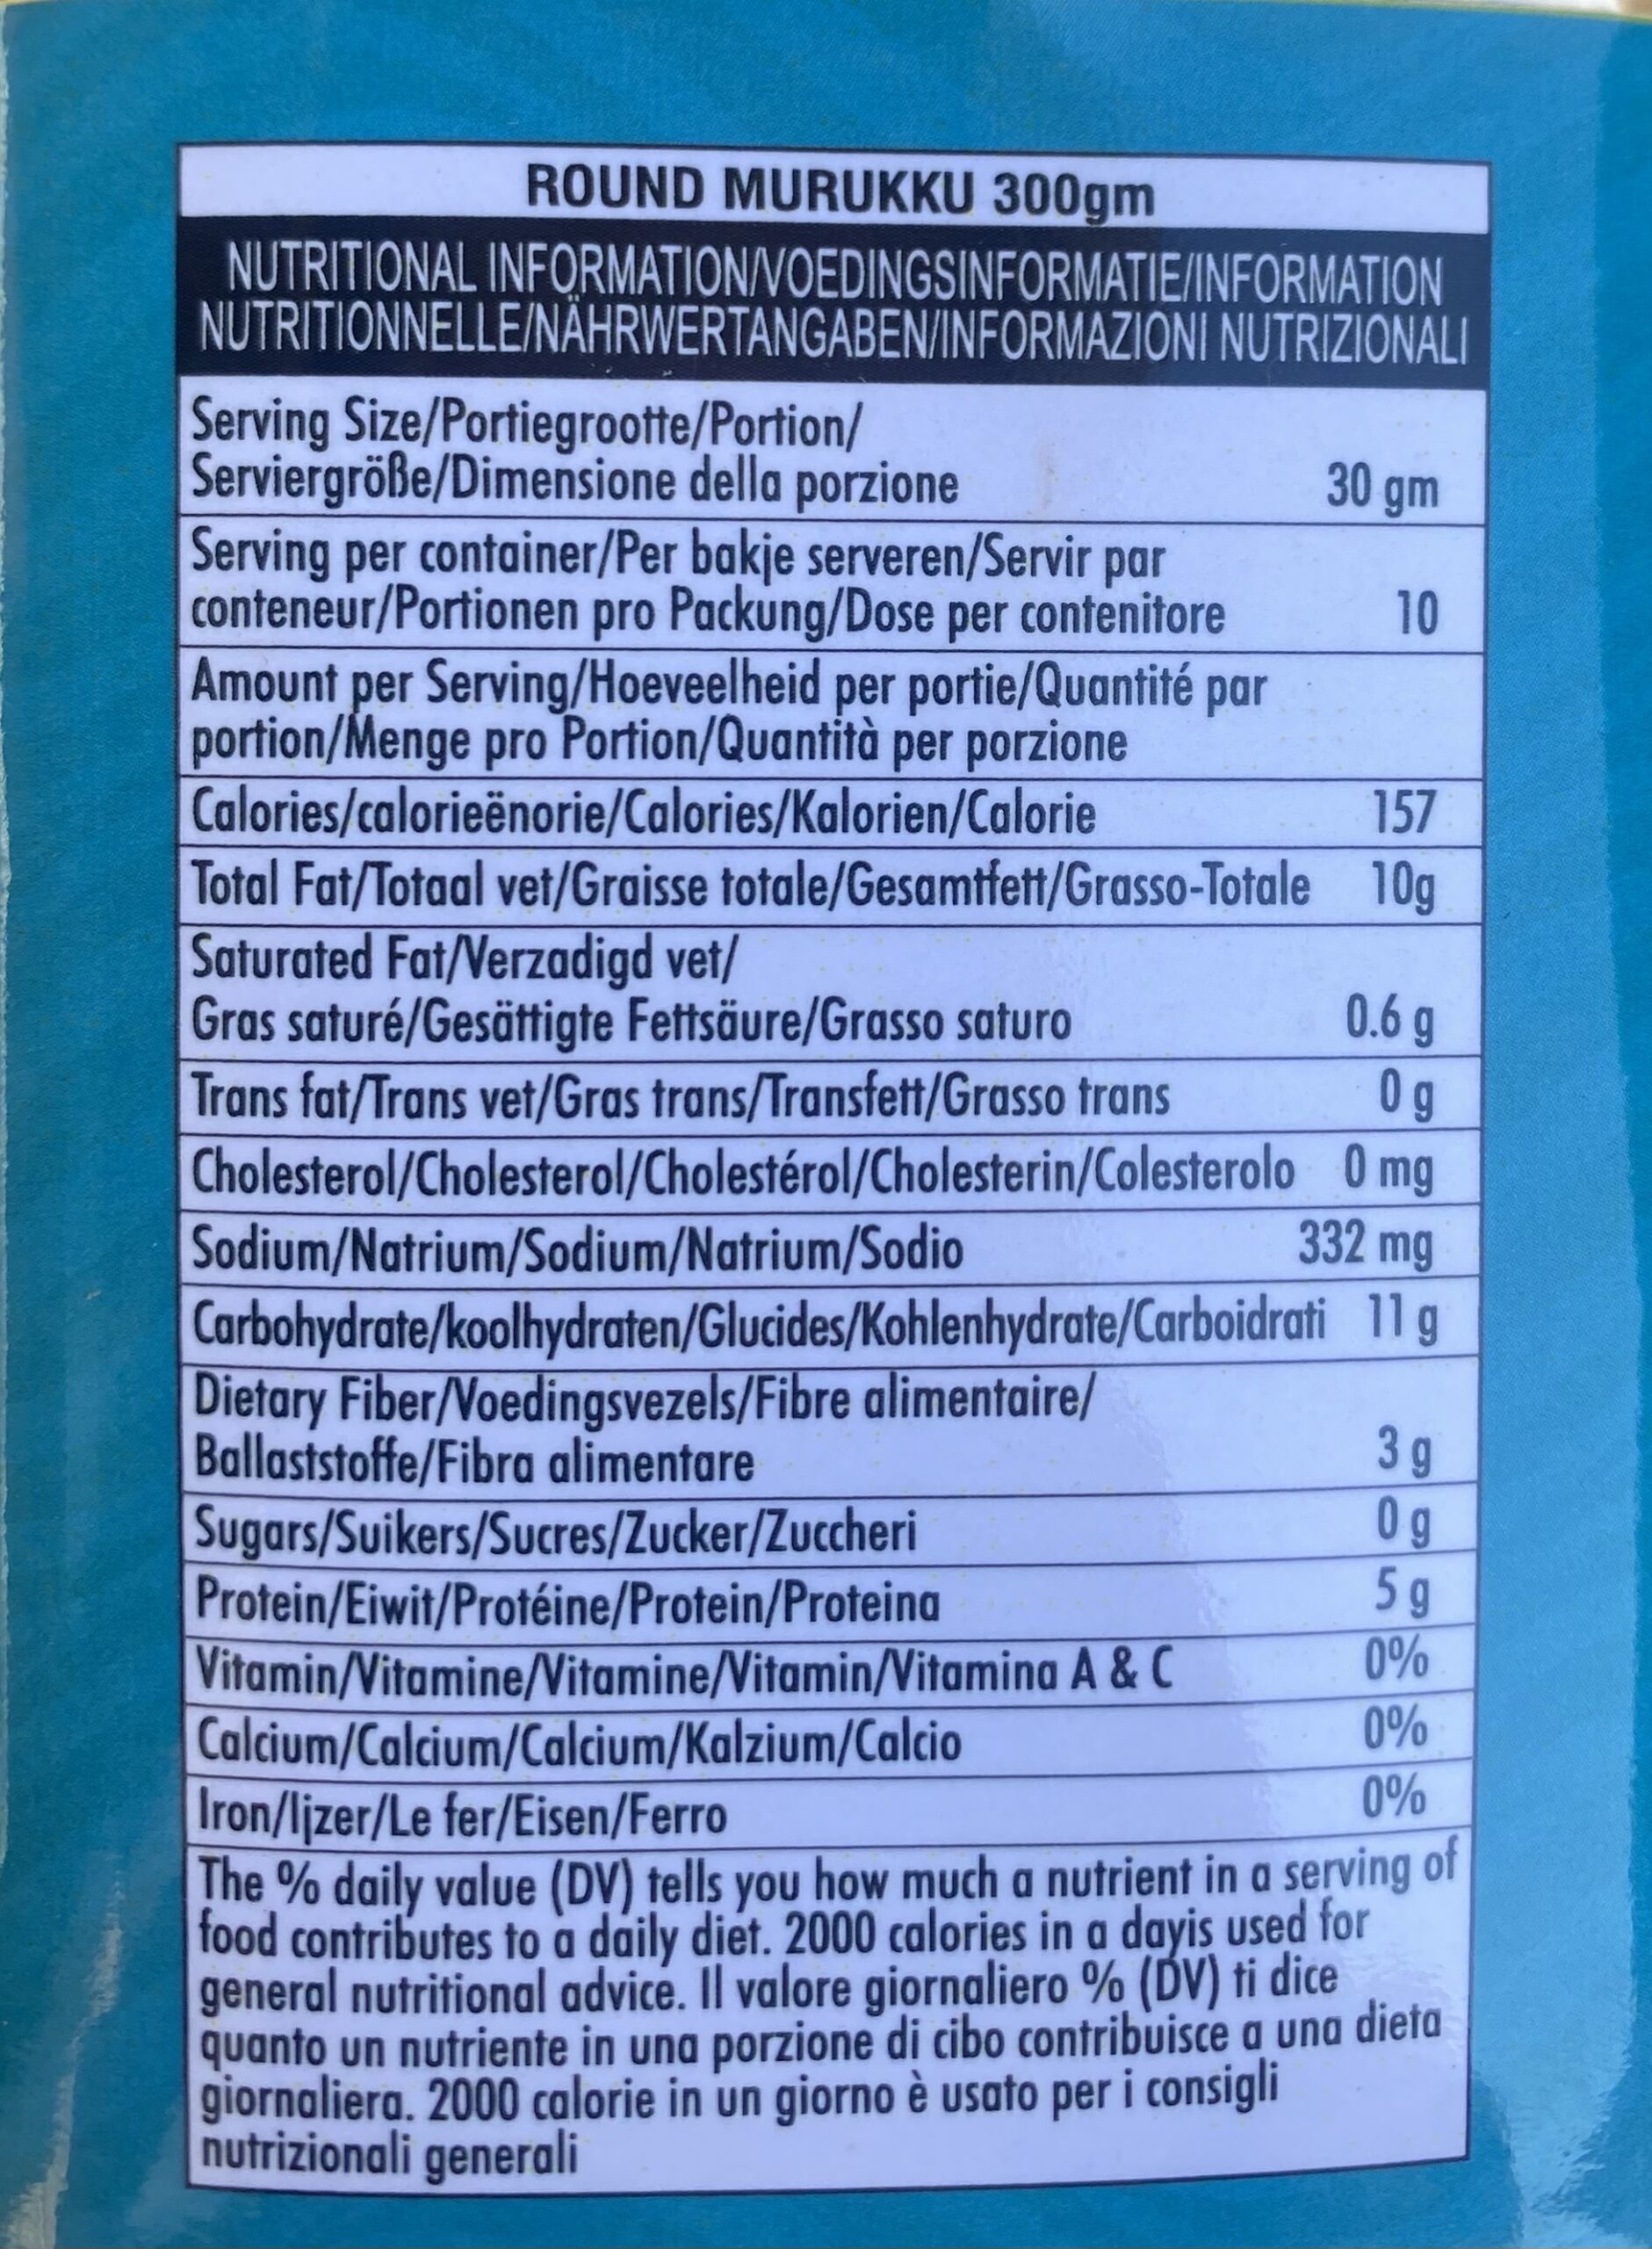 ROUND MURUKKU 300gm
NUTRITIONAL INFORMATION/VOEDINGSINFORMATIE/INFORMATION
NUTRITIONNELLE/NÄHRWERTANGABEN/INFORMAZIONI NUTRIZIONALI
Serving Size/Portiegrootte/Portion/
Serviergröße/Dimensione della porzione 30 gm
Serving per container/Per bakje serveren/Servir par
conteneur/Portionen pro Packung/Dose per contenitore 10
Amount per Serving/Hoeveelheid per portie/Quantité par
portion/Menge pro Portion/Quantità per porzione
Calories/calorieënorie/Calories/Kalorien/Calorie 157
Total Fat/Totaal vet/Graisse totale/Gesamtfett/Grasso-Totale 10g
Saturated Fat/Verzadigd vet/
Gras saturé/Gesättigte Fettsäure/Grasso saturo 0.6 g
Trans fat/Trans vet/Gras trans/Transfett/Grasso trans 0 g
Cholesterol/Cholesterol/Cholestérol/Cholesterin/Colesterolo 0 mg
Sodium/Natrium/Sodium/Natrium/Sodio 332 mg
Carbohydrate/koolhydraten/Glucides/Kohlenhydrate/Carboidrati 11 g
Dietary Fiber/Voedingsvezels/Fibre alimentaire/
Ballaststoffe/Fibra alimentare 3 g
Sugars/Suikers/Sucres/Zucker/Zuccheri 0 g
Protein/Eiwit/Protéine/Protein/Proteina 5 g
Vitamin/Vitamine/Vitamine/Vitamin/Vitamina A & C 0%
Calcium/Calcium/Calcium/Kalzium/Calcio 0%
Iron/Ijzer/Le fer/Eisen/Ferro 0%
The % daily value (DV) tells you how much a nutrient in a serving of
food contributes to a daily diet. 2000 calories in a dayis used for
general nutritional advice. Il valore giornaliero % (DV) ti dice
quanto un nutriente in una porzione di cibo contribuisce a una dieta
giornaliera. 2000 calorie in un giorno è usato per i consigli
nutrizionali generali